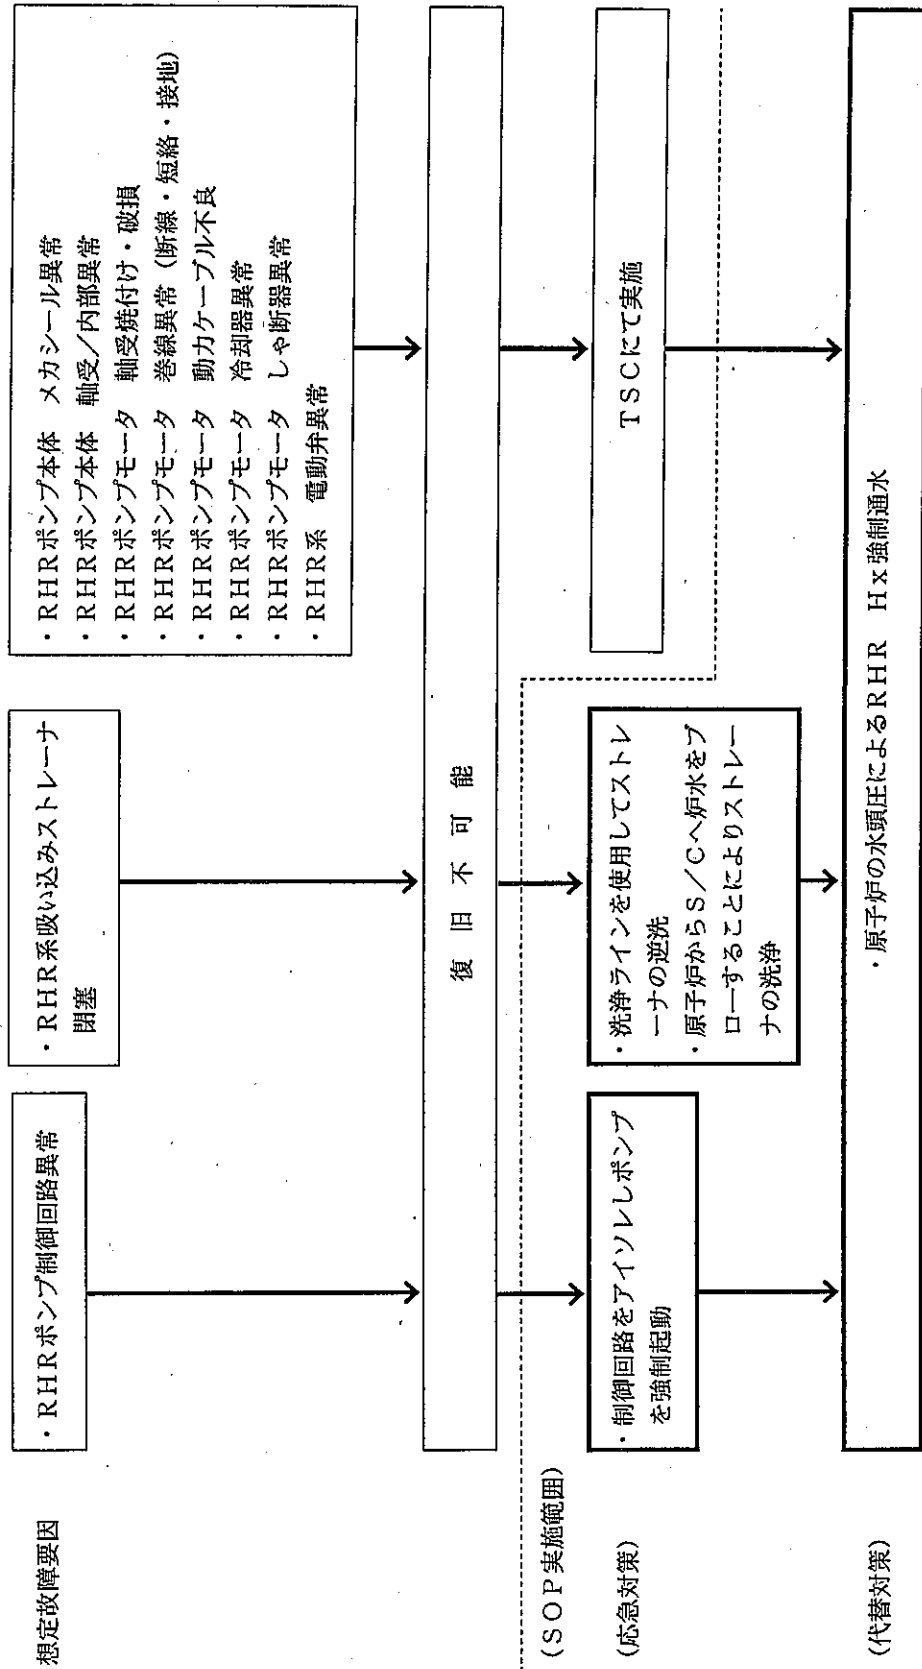 想定故障要因
・RHRポンプ制御回路異常
・RHR系吸い込みストレーナ
閉塞
・RHRポンプ本体 メカシール異常
・RHRポンプ本体 軸受/内部異常
・RHRポンプモータ 軸受焼付け・破損
・RHRポンプモータ 巻線異常(断線・短絡・接地)
・RHRポンプモータ 動力ケーブル不良
・RHRポンプモータ 冷却器異常
・RHRポンプモータ しゃ断器異常
・RHR系 電動弁異常
復旧不可能
(SOP実施範囲)
(応急対策)
・制御回路をアイソレしポンプ
を強制起動
・洗浄ラインを使用してストレ
ーナの逆洗
・原子炉からS/Cへ炉水をブ
ローすることによりストレー
ナの洗浄
TSCにて実施
(代替対策)
・原子炉の水頭圧によるRHR Hx強制通水